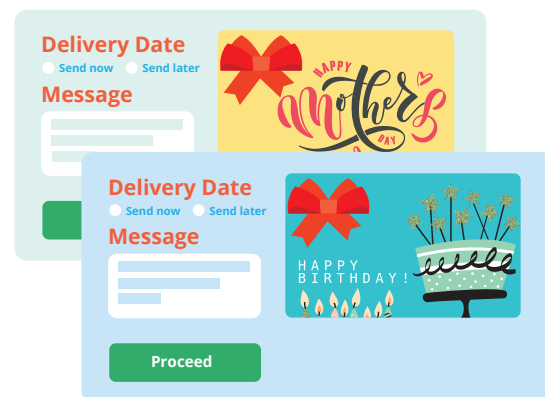 Delivery Date
Send now Send later
Message
HAPPY
Mother's
DAY
Delivery Date
Send now Send later
Message
HAPPY
BIRTHDAY!
Proceed